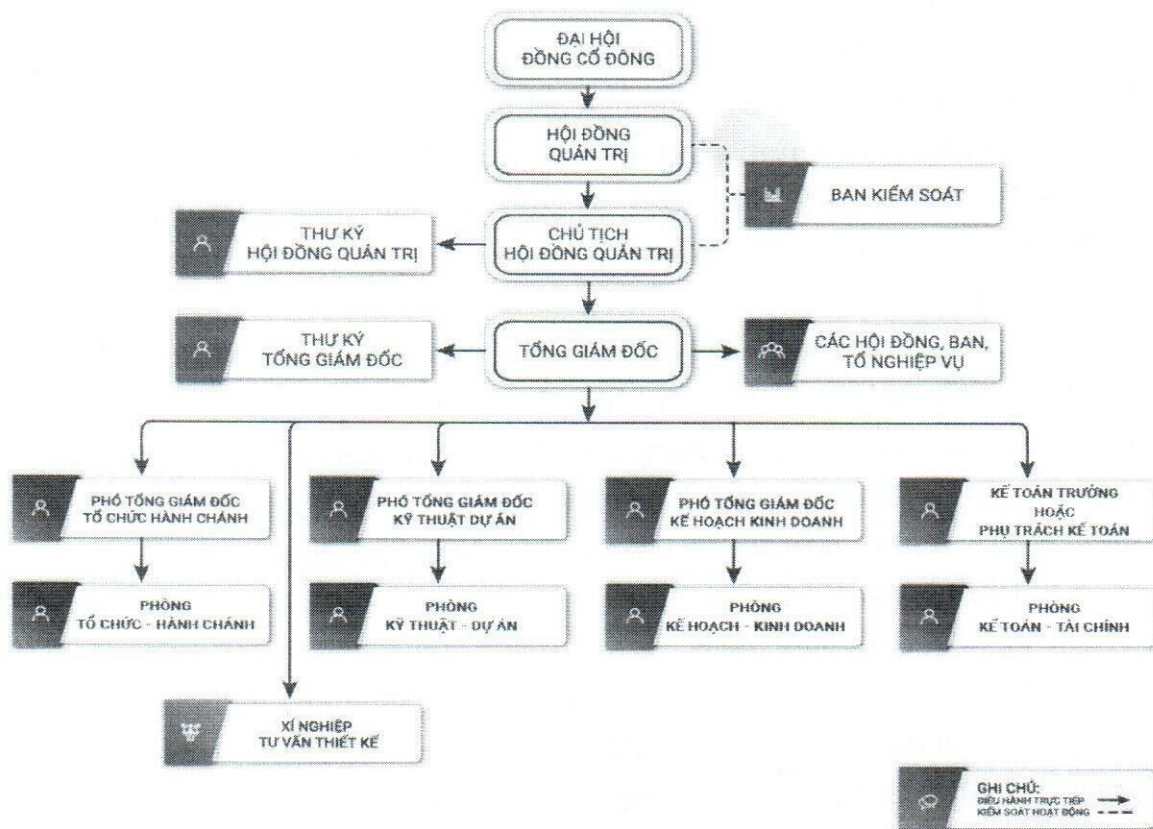 ĐẠI HỘI
ĐỒNG CỔ ĐÔNG
HỘI ĐỒNG
QUẢN TRỊ
BAN KIỂM SOÁT
THƯ KÝ
HỘI ĐỒNG QUẢN TRỊ
CHỦ TỊCH
HỘI ĐỒNG QUẢN TRỊ
THƯ KÝ
TỔNG GIÁM ĐỐC
TỔNG GIÁM ĐỐC
CÁC HỘI ĐỒNG, BAN,
TỔ NGHIỆP VỤ
PHÓ TỔNG GIÁM ĐỐC
TỔ CHỨC HÀNH CHÁNH
PHÓ TỔNG GIÁM ĐỐC
KỸ THUẬT DỰ ÁN
PHÓ TỔNG GIÁM ĐỐC
KẾ HOẠCH KINH DOANH
KẾ TOÁN TRƯỞNG
HOẶC
PHỤ TRÁCH KẾ TOÁN
PHÒNG
TỔ CHỨC - HÀNH CHÁNH
PHÒNG
KỸ THUẬT - DỰ ÁN
PHÒNG
KẾ HOẠCH - KINH DOANH
PHÒNG
KẾ TOÁN - TÀI CHÍNH
XÍ NGHIỆP
TƯ VẤN THIẾT KẾ
GHI CHÚ:
ĐIỀU HÀNH TRỰC TIẾP
KIỂM SOÁT HOẠT ĐỘNG